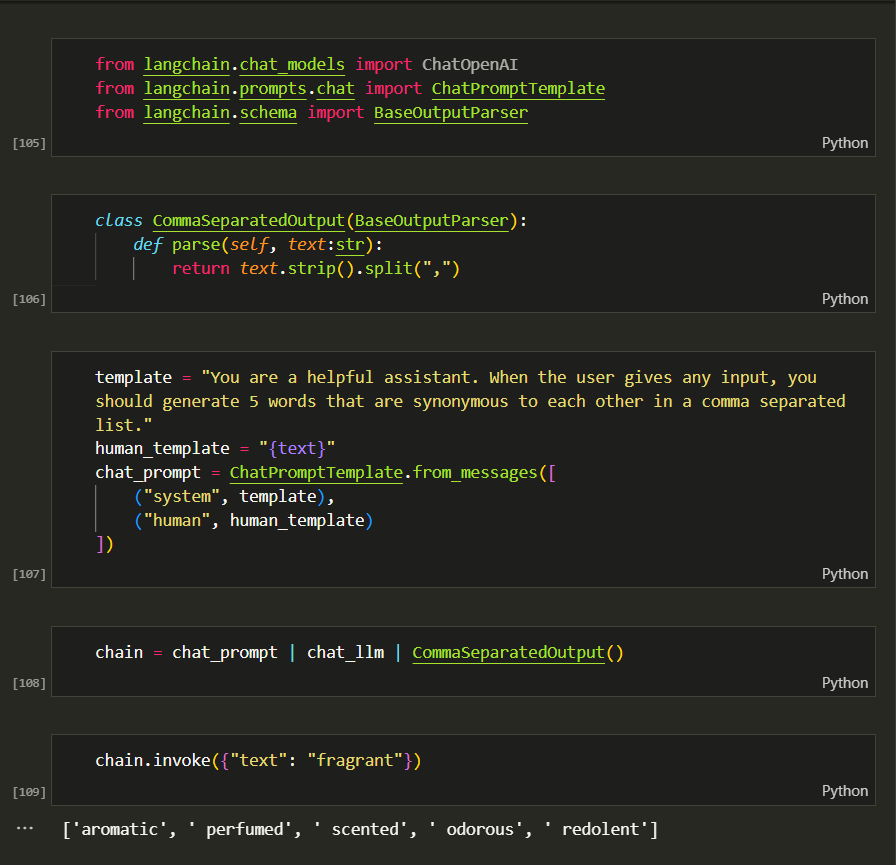 from langchain.chat_models import ChatOpenAI
from langchain.prompts.chat import ChatPromptTemplate
from langchain.schema import BaseOutputParser
[105]
Python
class CommaSeparatedOutput(BaseOutputParser):
    def parse(self, text:str):
        return text.strip().split(",")
[106]
Python
template = "You are a helpful assistant. When the user gives any input, you
should generate 5 words that are synonymous to each other in a comma separated
list."
human_template = "{text}"
chat_prompt = ChatPromptTemplate.from_messages([
    ("system", template),
    ("human", human_template)
])
[107]
Python
chain = chat_prompt | chat_llm | CommaSeparatedOutput()
[108]
Python
chain.invoke({"text": "fragrant"})
[109]
Python
... ['aromatic', ' perfumed', ' scented', ' odorous', ' redolent']